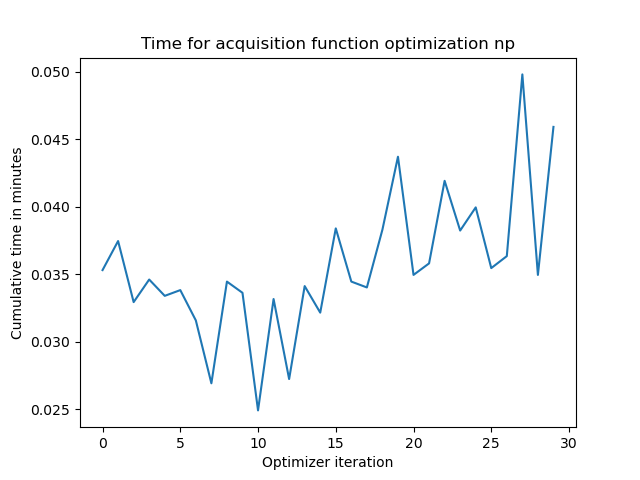 Time for acquisition function optimization np
0.050
0.045
0.040
0.035
0.030
0.025
Cumulative time in minutes
0 5 10 15 20 25 30
Optimizer iteration